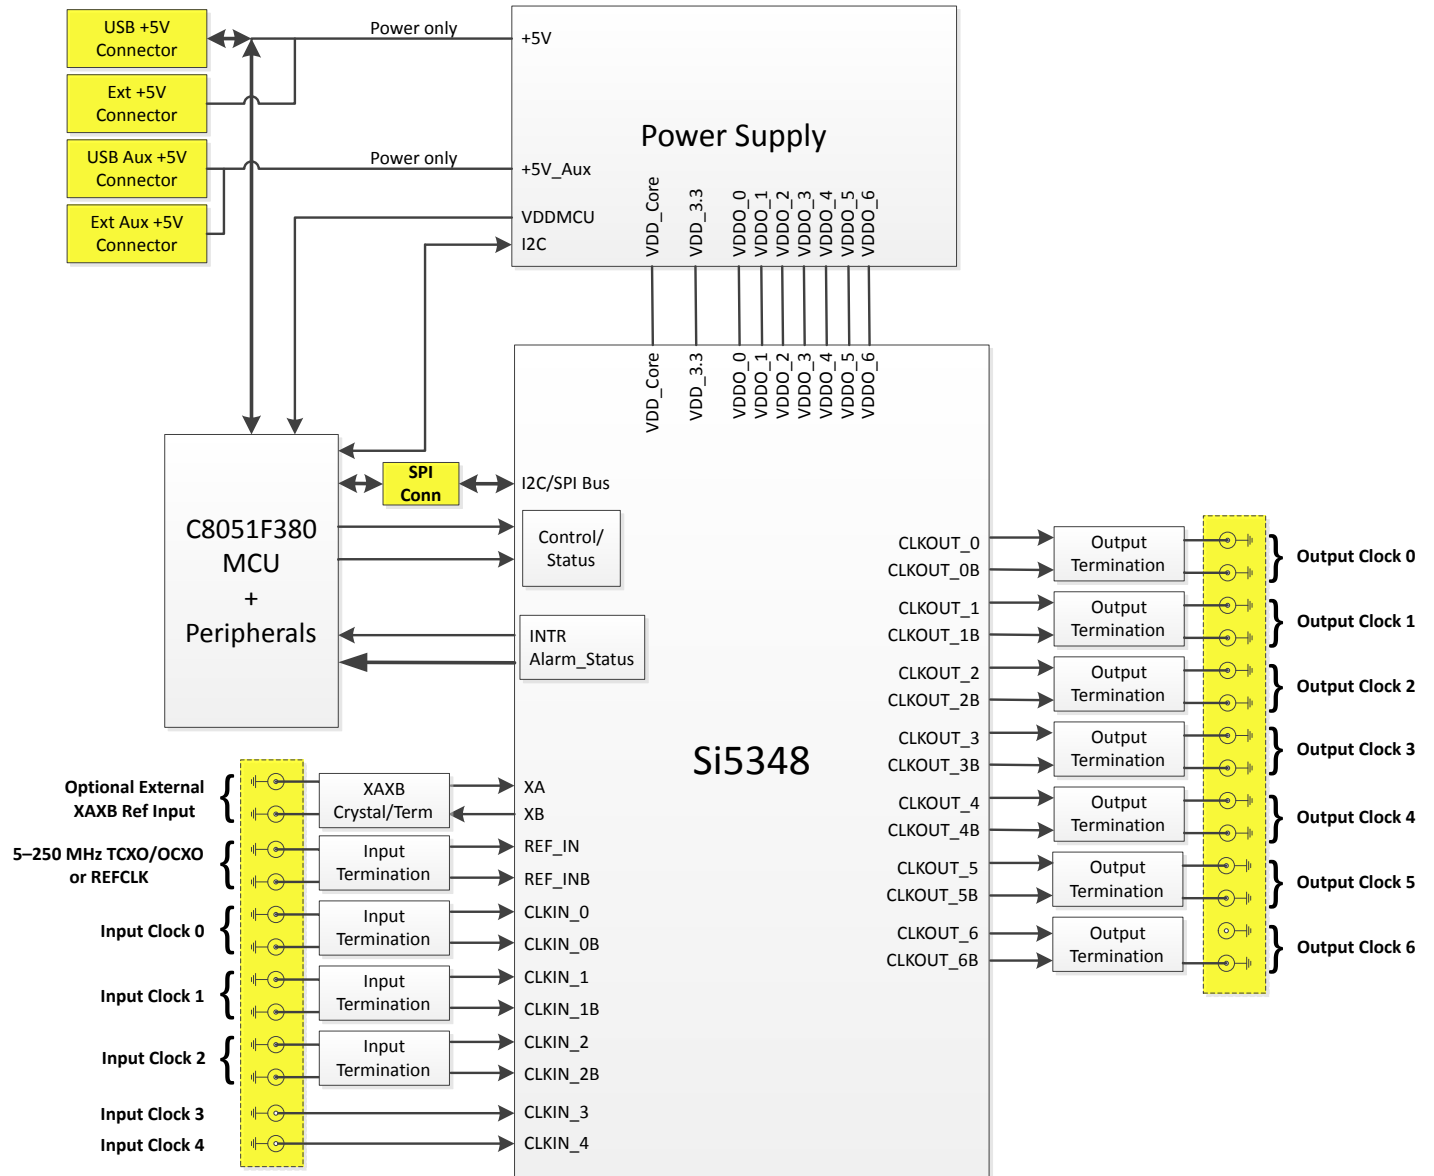 USB +5V
Connector
Ext +5V
Connector
USB Aux +5V
Connector
Ext Aux +5V
Connector
Power only
Power only
+5V
Power Supply
+5V_Aux
VDDMCU
I2C
VDD_Core
VDD_3.3
VDDO_0
VDDO_1
VDDO_2
VDDO_3
VDDO_4
VDDO_5
VDDO_6
VDD_Core
VDD_3.3
VDDO_0
VDDO_1
VDDO_2
VDDO_3
VDDO_4
VDDO_5
VDDO_6
C8051F380
MCU
+
Peripherals
SPI
Conn
I2C/SPI Bus
Control/
Status
INTR
Alarm_Status
Si5348
Optional External
XAXB Ref Input
XAXB
Crystal/Term
XA
XB
5–250 MHz TCXO/OCXO
or REFCLK
Input
Termination
REF_IN
REF_INB
Input Clock 0
Input
Termination
CLKIN_0
CLKIN_0B
Input Clock 1
Input
Termination
CLKIN_1
CLKIN_1B
Input Clock 2
Input
Termination
CLKIN_2
CLKIN_2B
Input Clock 3
CLKIN_3
Input Clock 4
CLKIN_4
CLKOUT_0
CLKOUT_0B
Output
Termination
Output Clock 0
CLKOUT_1
CLKOUT_1B
Output
Termination
Output Clock 1
CLKOUT_2
CLKOUT_2B
Output
Termination
Output Clock 2
CLKOUT_3
CLKOUT_3B
Output
Termination
Output Clock 3
CLKOUT_4
CLKOUT_4B
Output
Termination
Output Clock 4
CLKOUT_5
CLKOUT_5B
Output
Termination
Output Clock 5
CLKOUT_6
CLKOUT_6B
Output
Termination
Output Clock 6